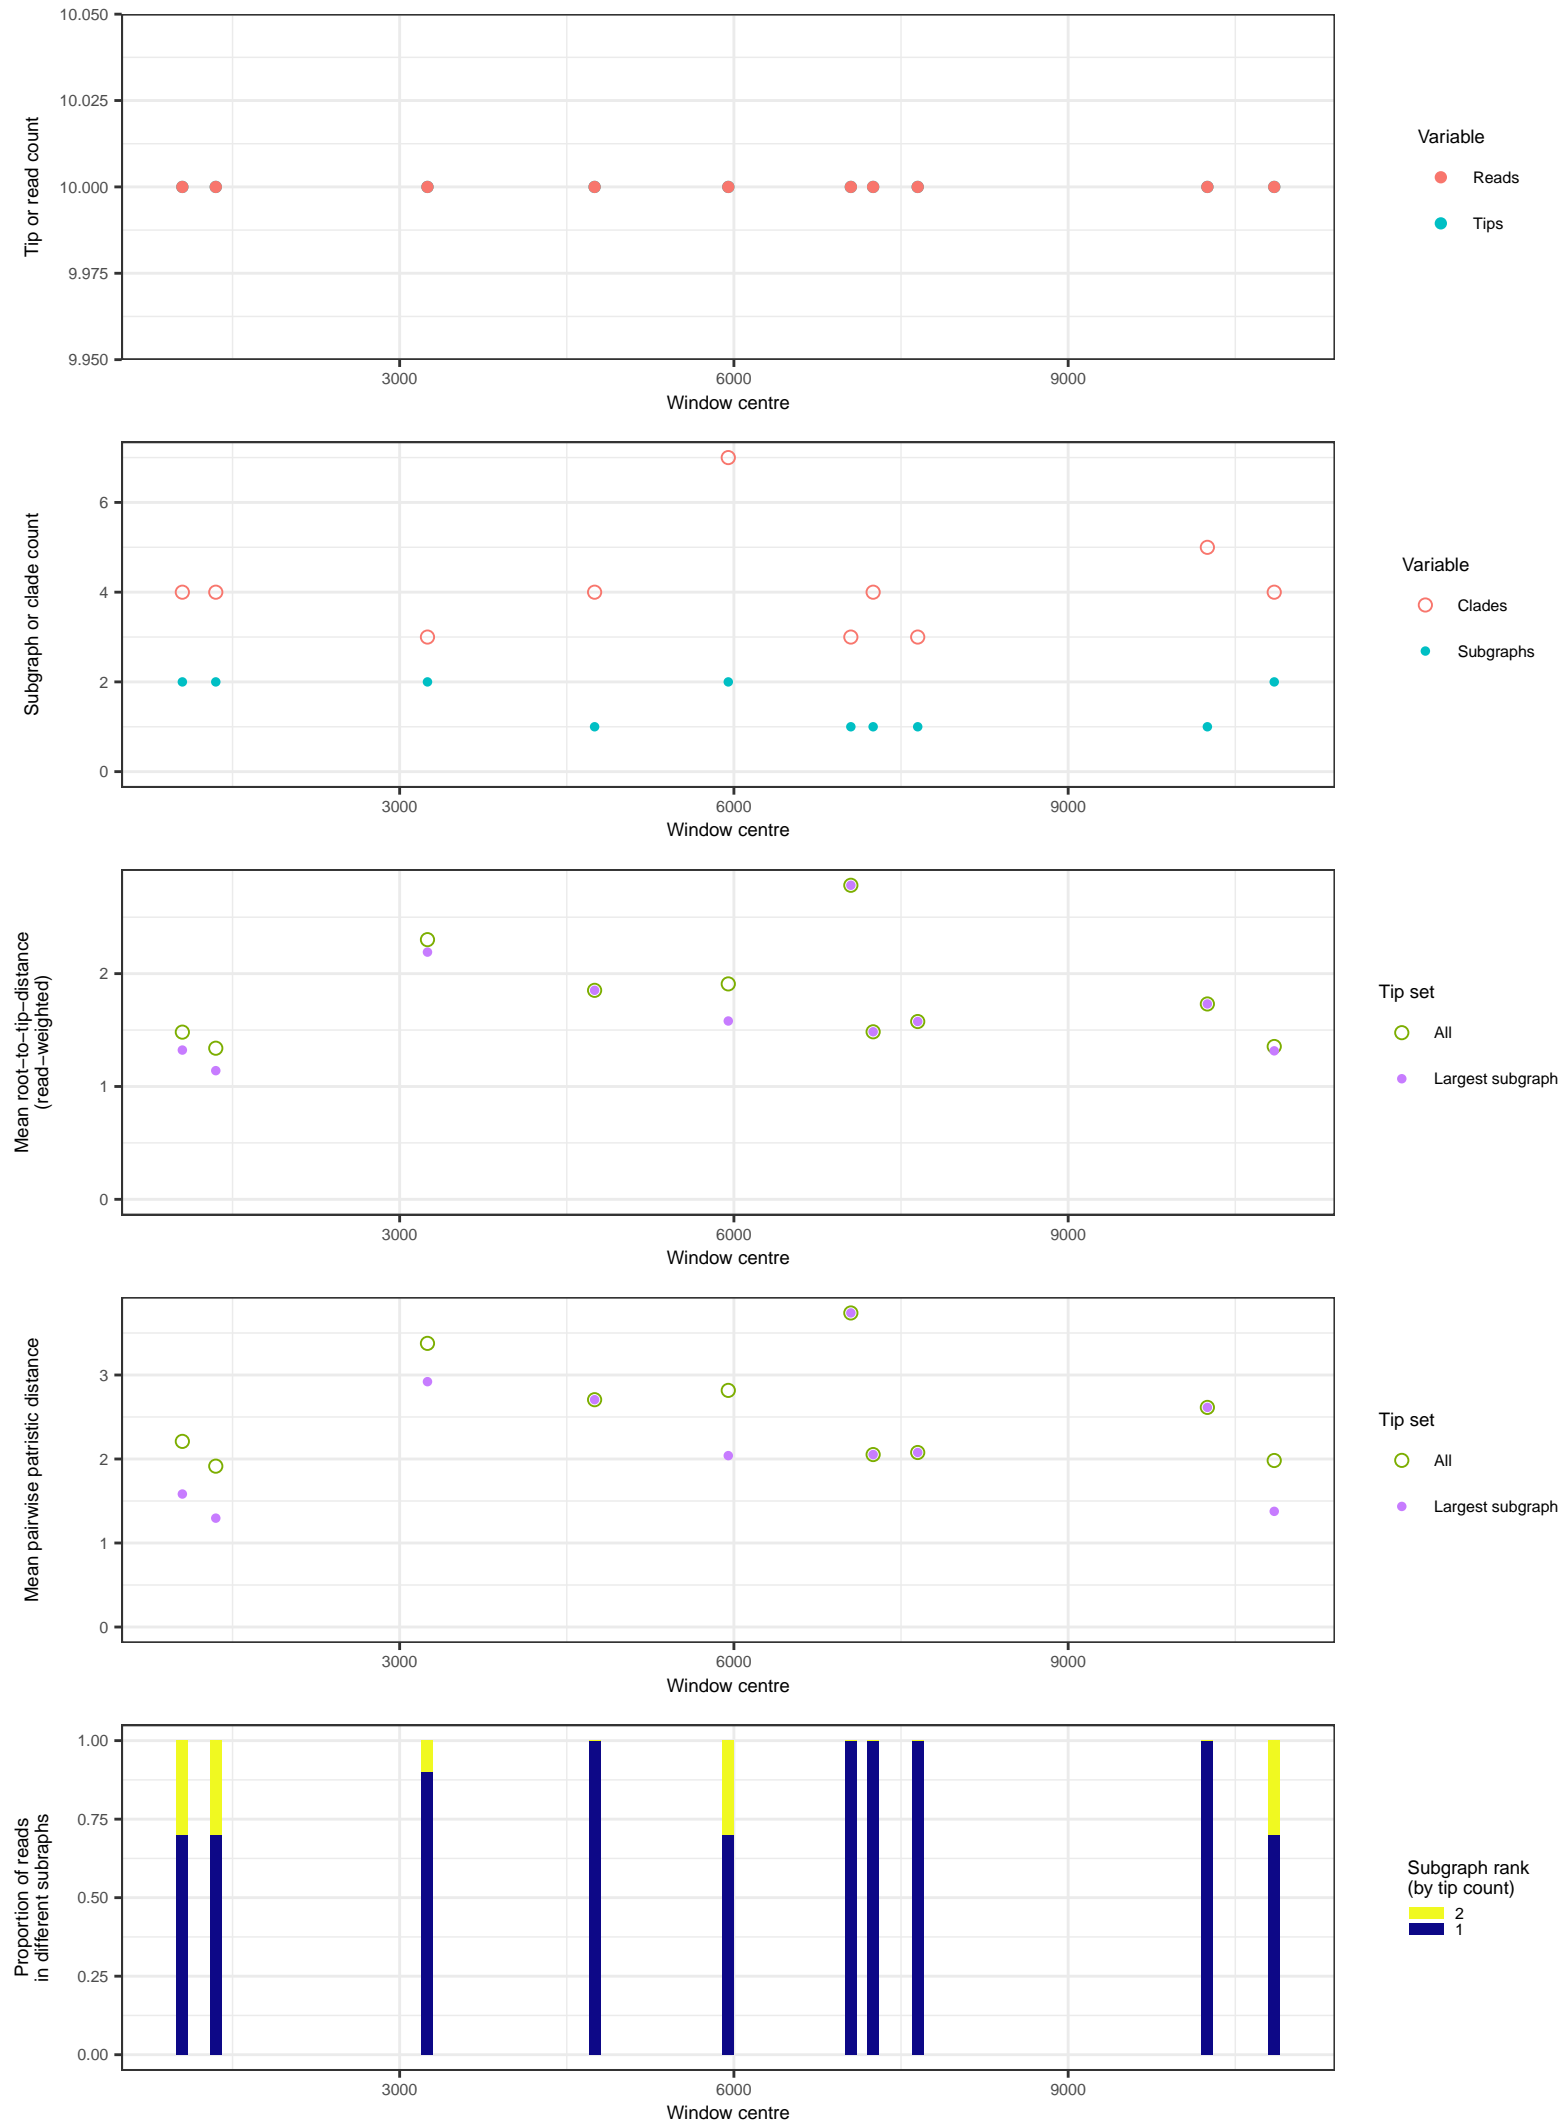 10.050
10.025
10.000
9.975
9.950
Tip or read count
3000
6000
9000
Window centre
Variable
Reads
Tips
6
4
2
0
Subgraph or clade count
3000
6000
9000
Window centre
Variable
Clades
Subgraphs
2
1
0
Mean root−to−tip−distance
(read−weighted)
3000
6000
9000
Window centre
Tip set
All
Largest subgraph
3
2
1
0
Mean pairwise patristic distance
3000
6000
9000
Window centre
Tip set
All
Largest subgraph
1.00
0.75
0.50
0.25
0.00
Proportion of reads
in different subraphs
3000
6000
9000
Window centre
Subgraph rank
(by tip count)
2
1